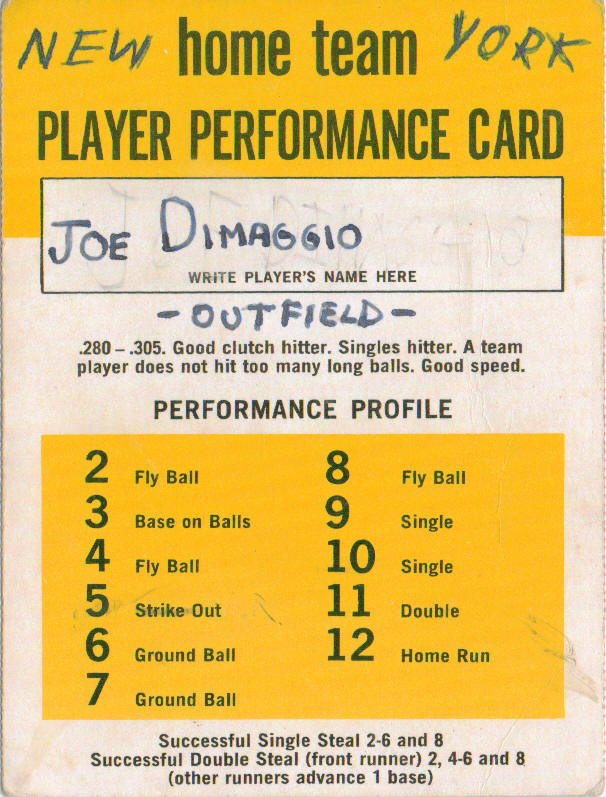 NEW home team YORK
PLAYER PERFORMANCE CARD
JOE DIMAGGIO
WRITE PLAYER'S NAME HERE
-OUTFIELD-
.280 – .305. Good clutch hitter. Singles hitter. A team
player does not hit too many long balls. Good speed.
PERFORMANCE PROFILE
2 Fly Ball 8 Fly Ball
3 Base on Balls 9 Single
4 Fly Ball 10 Single
5 Strike Out 11 Double
6 Ground Ball 12 Home Run
7 Ground Ball
Successful Single Steal 2-6 and 8
Successful Double Steal (front runner) 2, 4-6 and 8
(other runners advance 1 base)